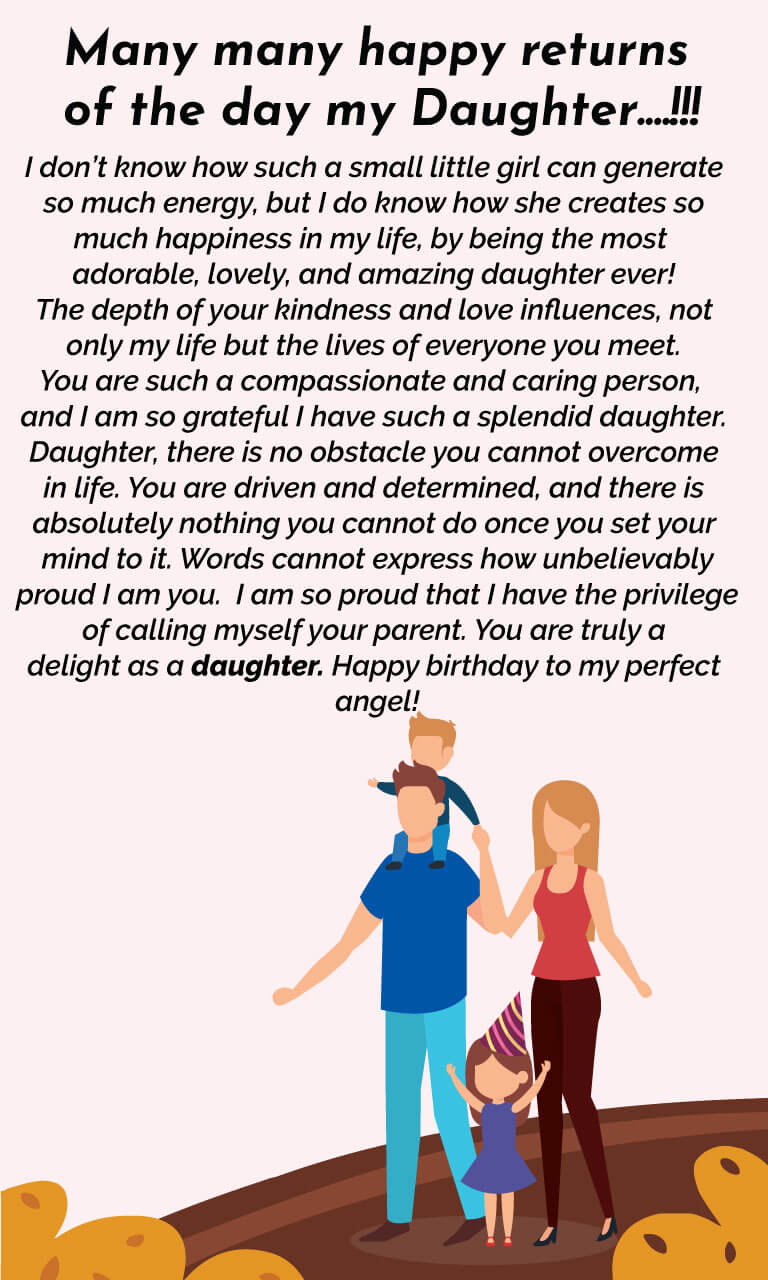 Many many happy returns
of the day my Daughter.....!!!
I don’t know how such a small little girl can generate
so much energy, but I do know how she creates so
much happiness in my life, by being the most
adorable, lovely, and amazing daughter ever!
The depth of your kindness and love influences, not
only my life but the lives of everyone you meet.
You are such a compassionate and caring person,
and I am so grateful I have such a splendid daughter.
Daughter, there is no obstacle you cannot overcome
in life. You are driven and determined, and there is
absolutely nothing you cannot do once you set your
mind to it. Words cannot express how unbelievably
proud I am you.  I am so proud that I have the privilege
of calling myself your parent. You are truly a
delight as a daughter. Happy birthday to my perfect
angel!